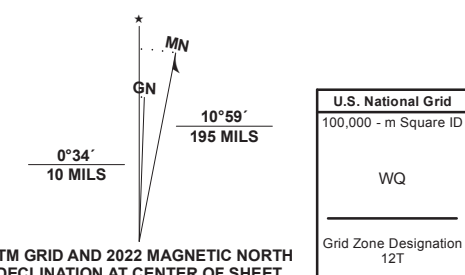 ★
MN
GN
10°59´
195 MILS
0°34´
10 MILS
TM GRID AND 2022 MAGNETIC NORTH
DECLINATION AT CENTER OF SHEET
U.S. National Grid
100,000 - m Square ID
WQ
Grid Zone Designation
12T